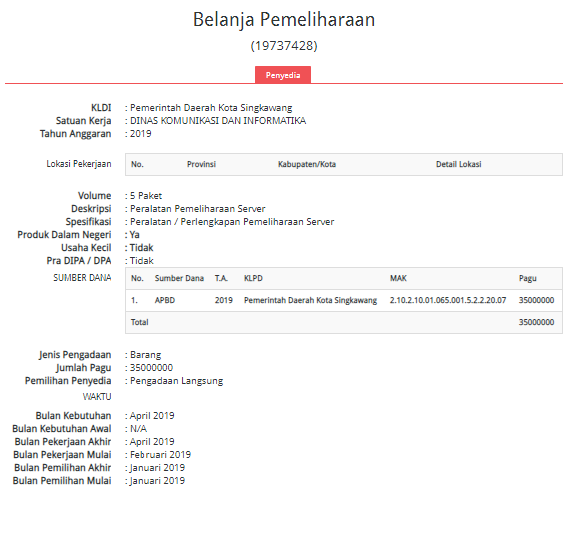 Belanja Pemeliharaan
(19737428)
Penyedia
KLDI : Pemerintah Daerah Kota Singkawang
Satuan Kerja : DINAS KOMUNIKASI DAN INFORMATIKA
Tahun Anggaran : 2019
Lokasi Pekerjaan No. Provinsi Kabupaten/Kota Detail Lokasi
Volume : 5 Paket
Deskripsi : Peralatan Pemeliharaan Server
Spesifikasi : Peralatan / Perlengkapan Pemeliharaan Server
Produk Dalam Negeri : Ya
Usaha Kecil : Tidak
Pra DIPA / DPA : Tidak
SUMBER DANA No. Sumber Dana T.A. KLPD MAK Pagu
1. APBD 2019 Pemerintah Daerah Kota Singkawang 2.10.2.10.01.065.001.5.2.2.20.07 35000000
Total 35000000
Jenis Pengadaan : Barang
Jumlah Pagu : 35000000
Pemilihan Penyedia : Pengadaan Langsung
WAKTU
Bulan Kebutuhan : April 2019
Bulan Kebutuhan Awal : N/A
Bulan Pekerjaan Akhir : April 2019
Bulan Pekerjaan Mulai : Februari 2019
Bulan Pemilihan Akhir : Januari 2019
Bulan Pemilihan Mulai : Januari 2019